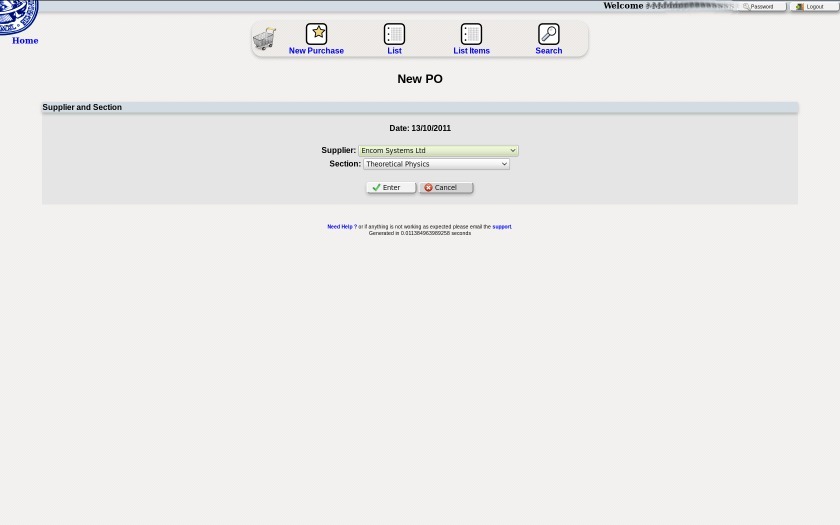 Welcome
Password
Logout
Home
New Purchase
List
List Items
Search
New PO
Supplier and Section
Date: 13/10/2011
Supplier: Encom Systems Ltd
Section: Theoretical Physics
Enter
Cancel
Need Help ? or if anything is not working as expected please email the support.
Generated in 0.011384963989258 seconds